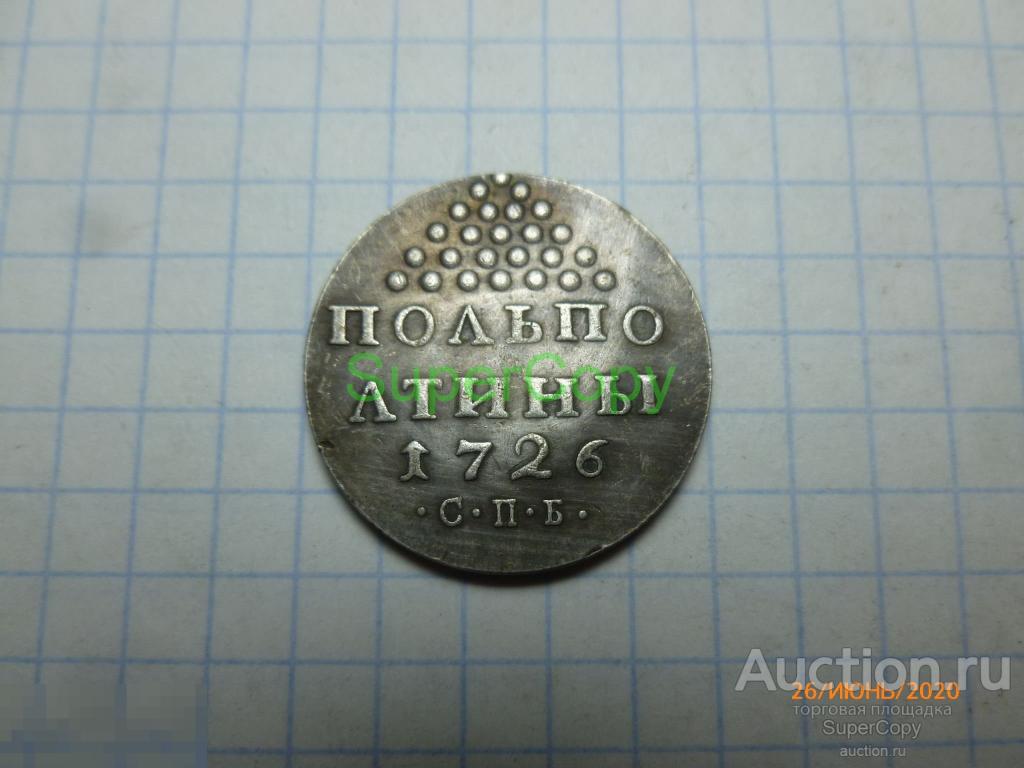 ПОЛЬПО
ЛТИНЫ
SuperCopy
1726
·С·П·Б·
Auction.ru
26/ИЮНЬ/2020
торговая площадка
SuperCopy
auction.ru